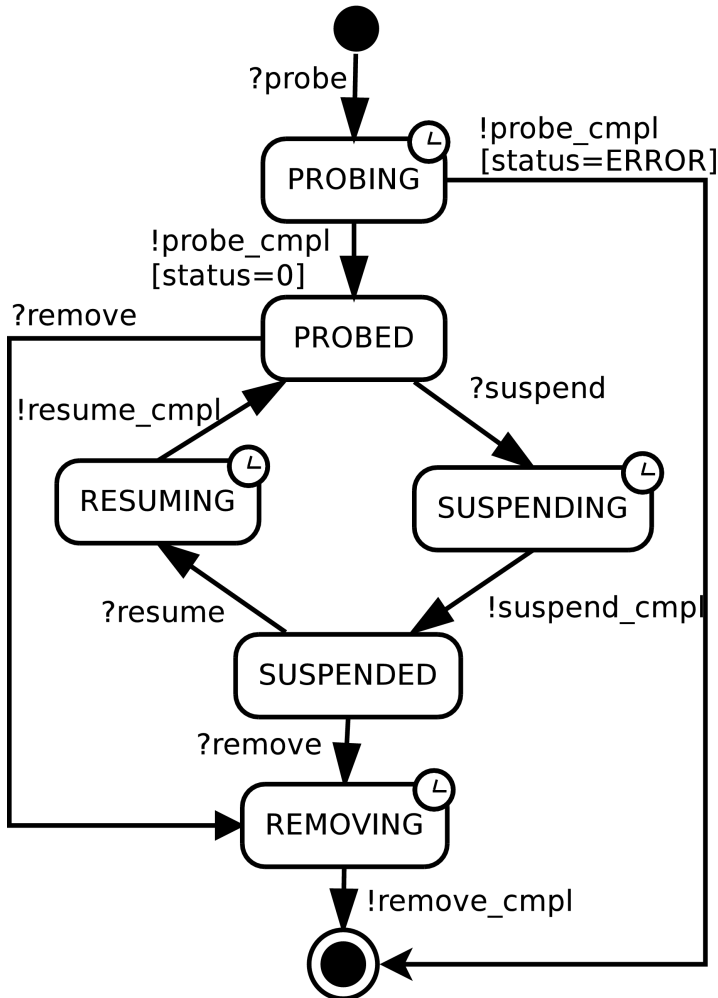 ?probe
!probe_cmpl
[status=ERROR]
PROBING
!probe_cmpl
[status=0]
?remove
PROBED
?suspend
!resume_cmpl
RESUMING
SUSPENDING
?resume
!suspend_cmpl
SUSPENDED
?remove
REMOVING
!remove_cmpl